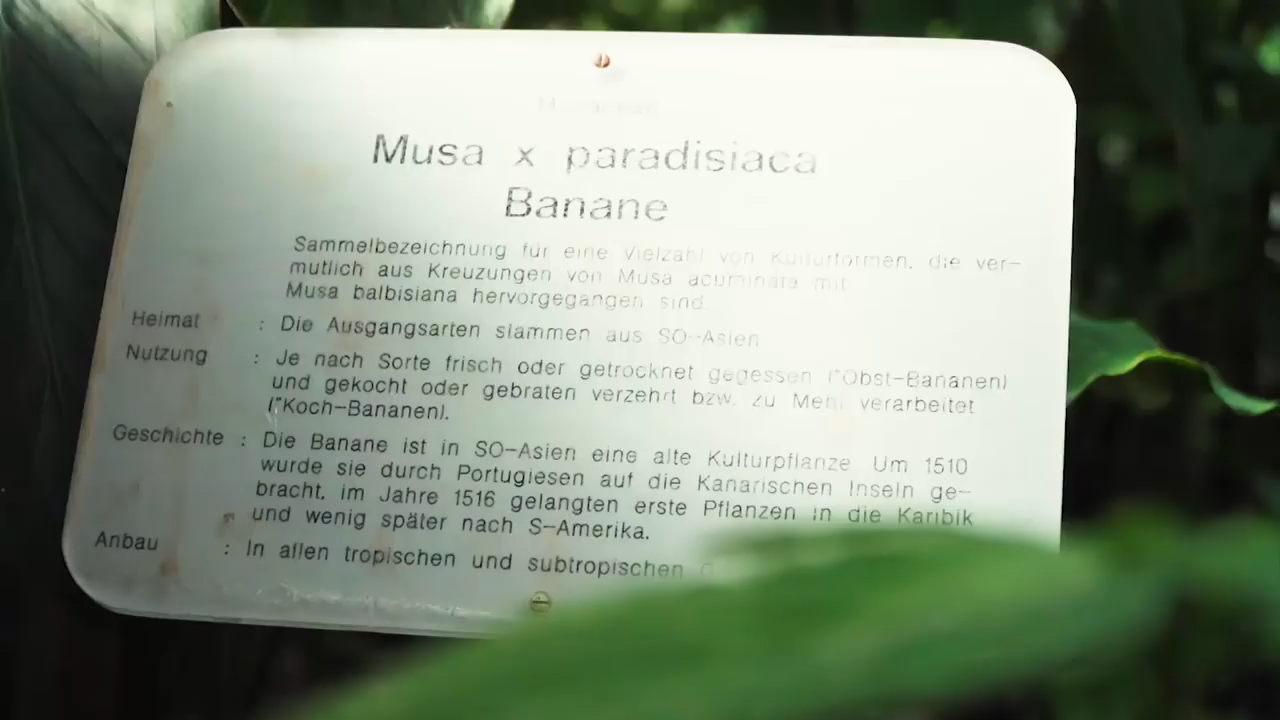 Musa x paradisiaca
Banane
Sammelbezeichnung für eine Vielzahl von Kulturformen, die ver-
mutlich aus Kreuzungen von Musa acuminata mit
Musa balbisiana hervorgegangen sind.
Heimat : Die Ausgangsarten stammen aus SO-Asien
Nutzung : Je nach Sorte frisch oder getrocknet gegessen ("Obst-Bananen)
und gekocht oder gebraten verzehrt bzw. zu Mehl verarbeitet
("Koch-Bananen).
Geschichte : Die Banane ist in SO-Asien eine alte Kulturpflanze. Um 1510
wurde sie durch Portugiesen auf die Kanarischen Inseln ge-
bracht, im Jahre 1516 gelangten erste Pflanzen in die Karibik
und wenig später nach S-Amerika.
Anbau : In allen tropischen und subtropischen